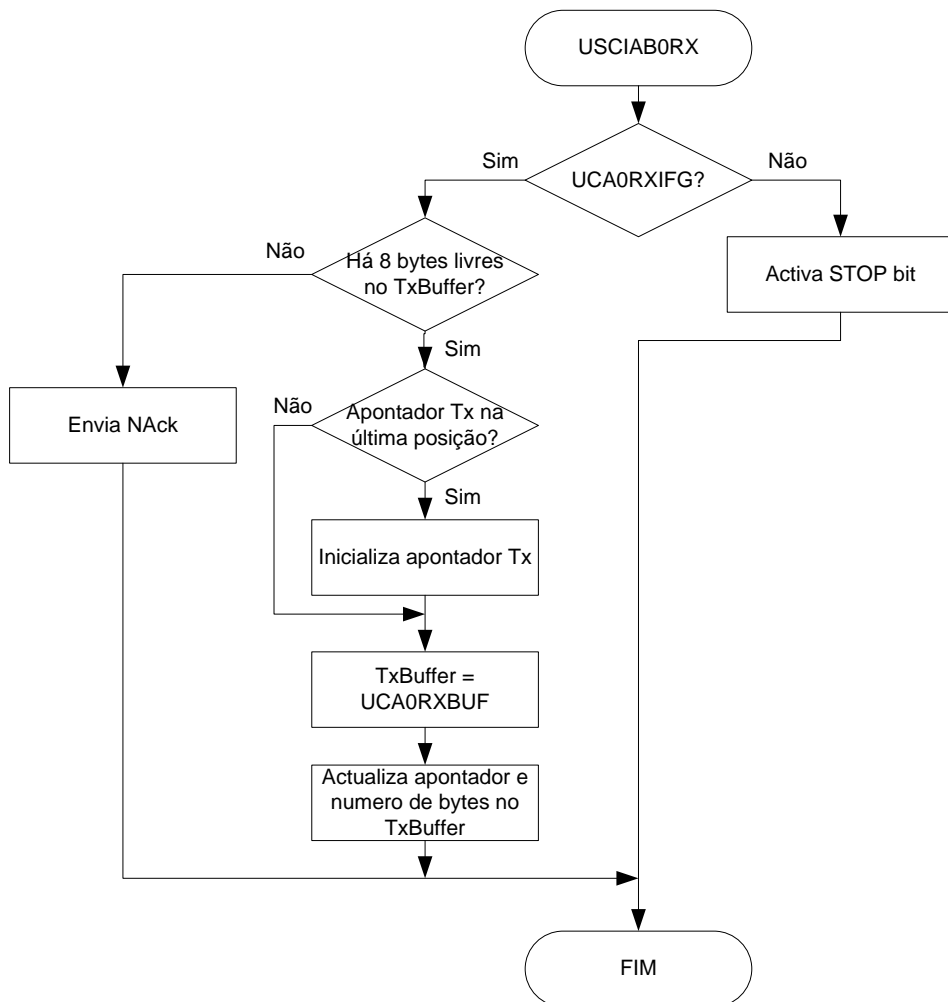 USCIAB0RX
UCA0RXIFG?
Sim
Não
Há 8 bytes livres
no TxBuffer?
Não
Activa STOP bit
Sim
Envia NAck
Apontador Tx na
última posição?
Não
Sim
Inicializa apontador Tx
TxBuffer =
UCA0RXBUF
Actualiza apontador e
numero de bytes no
TxBuffer
FIM